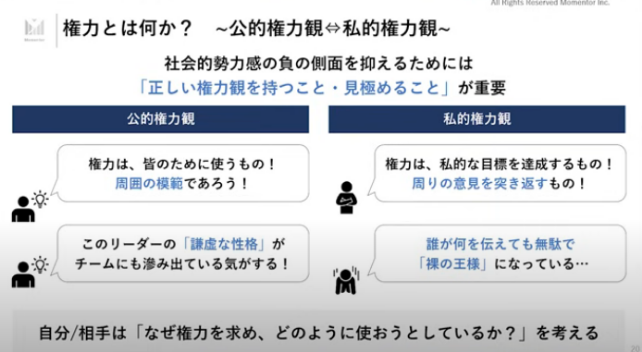 All Rights Reserved Momentor Inc.
Momentor
権力とは何か？ ~公的権力観⇔私的権力観~
社会的勢力感の負の側面を抑えるためには
「正しい権力観を持つこと・見極めること」が重要
公的権力観
権力は、皆のために使うもの！
周囲の模範であろう！
このリーダーの「謙虚な性格」が
チームにも滲み出ている気がする！
私的権力観
権力は、私的な目標を達成するもの！
周りの意見を突き返すもの！
誰が何を伝えても無駄で
「裸の王様」になっている…
自分/相手は「なぜ権力を求め、どのように使おうとしているか？」を考える